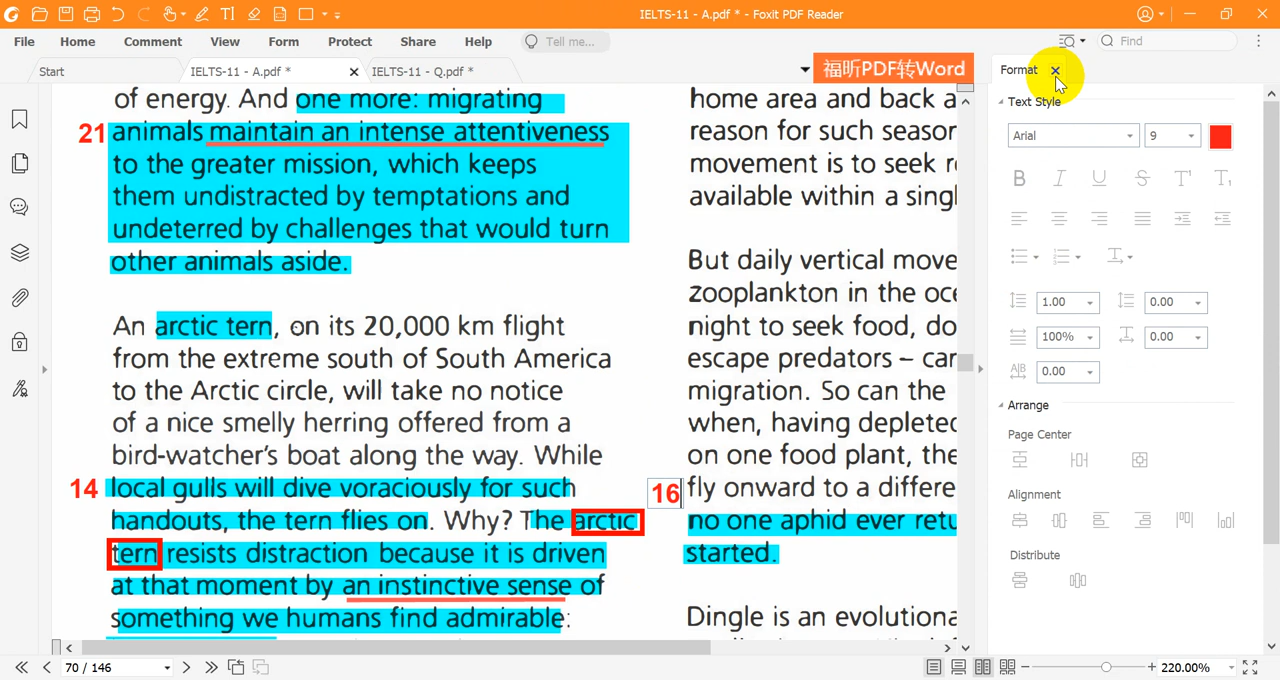 IELTS-11 - A.pdf * - Foxit PDF Reader
File Home Comment View Form Protect Share Help Tell me... Find
Start IELTS-11 - A.pdf * IELTS-11 - Q.pdf * 福昕PDF转Word
of energy. And one more: migrating
21 animals maintain an intense attentiveness
to the greater mission, which keeps
them undistracted by temptations and
undeterred by challenges that would turn
other animals aside.
An arctic tern, on its 20,000 km flight
from the extreme south of South America
to the Arctic circle, will take no notice
of a nice smelly herring offered from a
bird-watcher's boat along the way. While
14 local gulls will dive voraciously for such
handouts, the tern flies on. Why? The arctic
tern resists distraction because it is driven
at that moment by an instinctive sense of
something we humans find admirable:
home area and back a
reason for such season
movement is to seek r
available within a singl
But daily vertical move
zooplankton in the oce
night to seek food, do
escape predators – can
migration. So can the
when, having depleted
on one food plant, the
16 fly onward to a differe
no one aphid ever retu
started.
Dingle is an evolutiona
Format
Text Style
Arial 9
B I U S T T
1.00 0.00
100% 0.00
A|B 0.00
Arrange
Page Center
Alignment
Distribute
70 / 146 220.00%